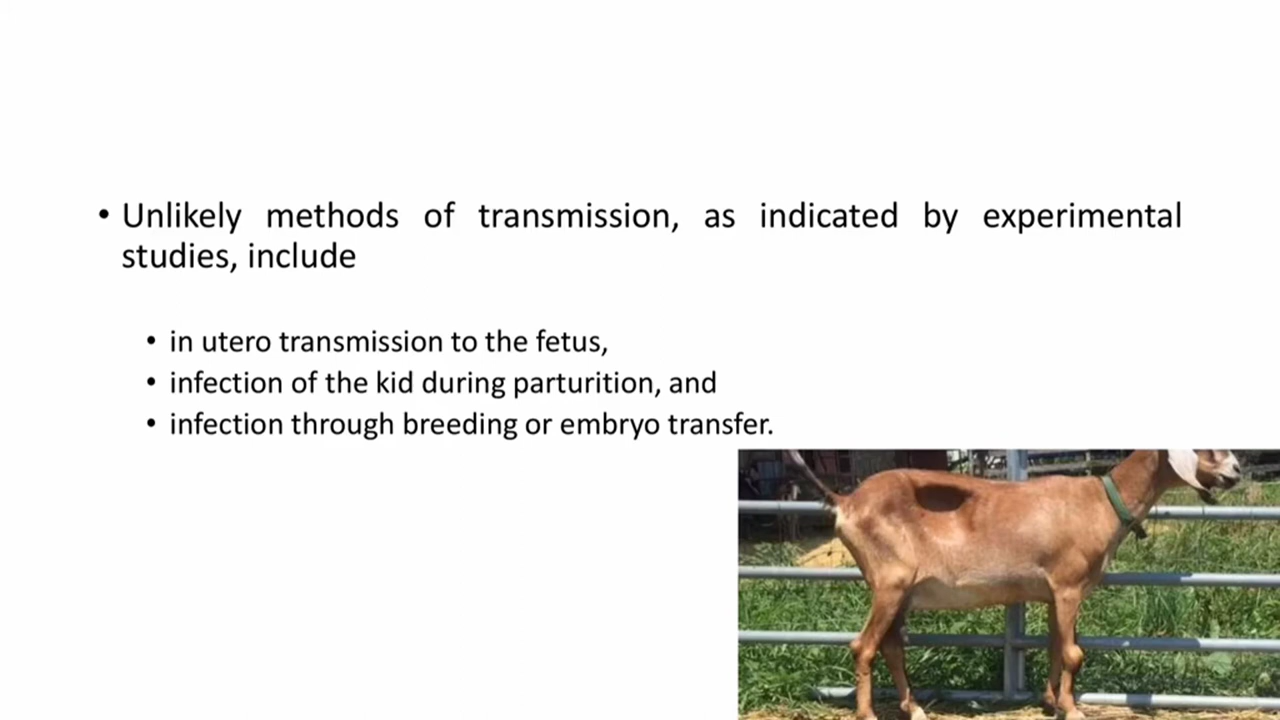 • Unlikely methods of transmission, as indicated by experimental
studies, include
• in utero transmission to the fetus,
• infection of the kid during parturition, and
• infection through breeding or embryo transfer.